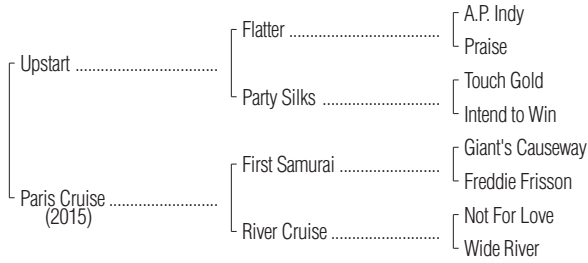 A.P. Indy
Flatter ..............................
Praise
Upstart ...........................................
Touch Gold
Party Silks .........................
Intend to Win
Giant's Causeway
First Samurai .....................
Freddie Frisson
Paris Cruise .................................
(2015)
Not For Love
River Cruise .......................
Wide River